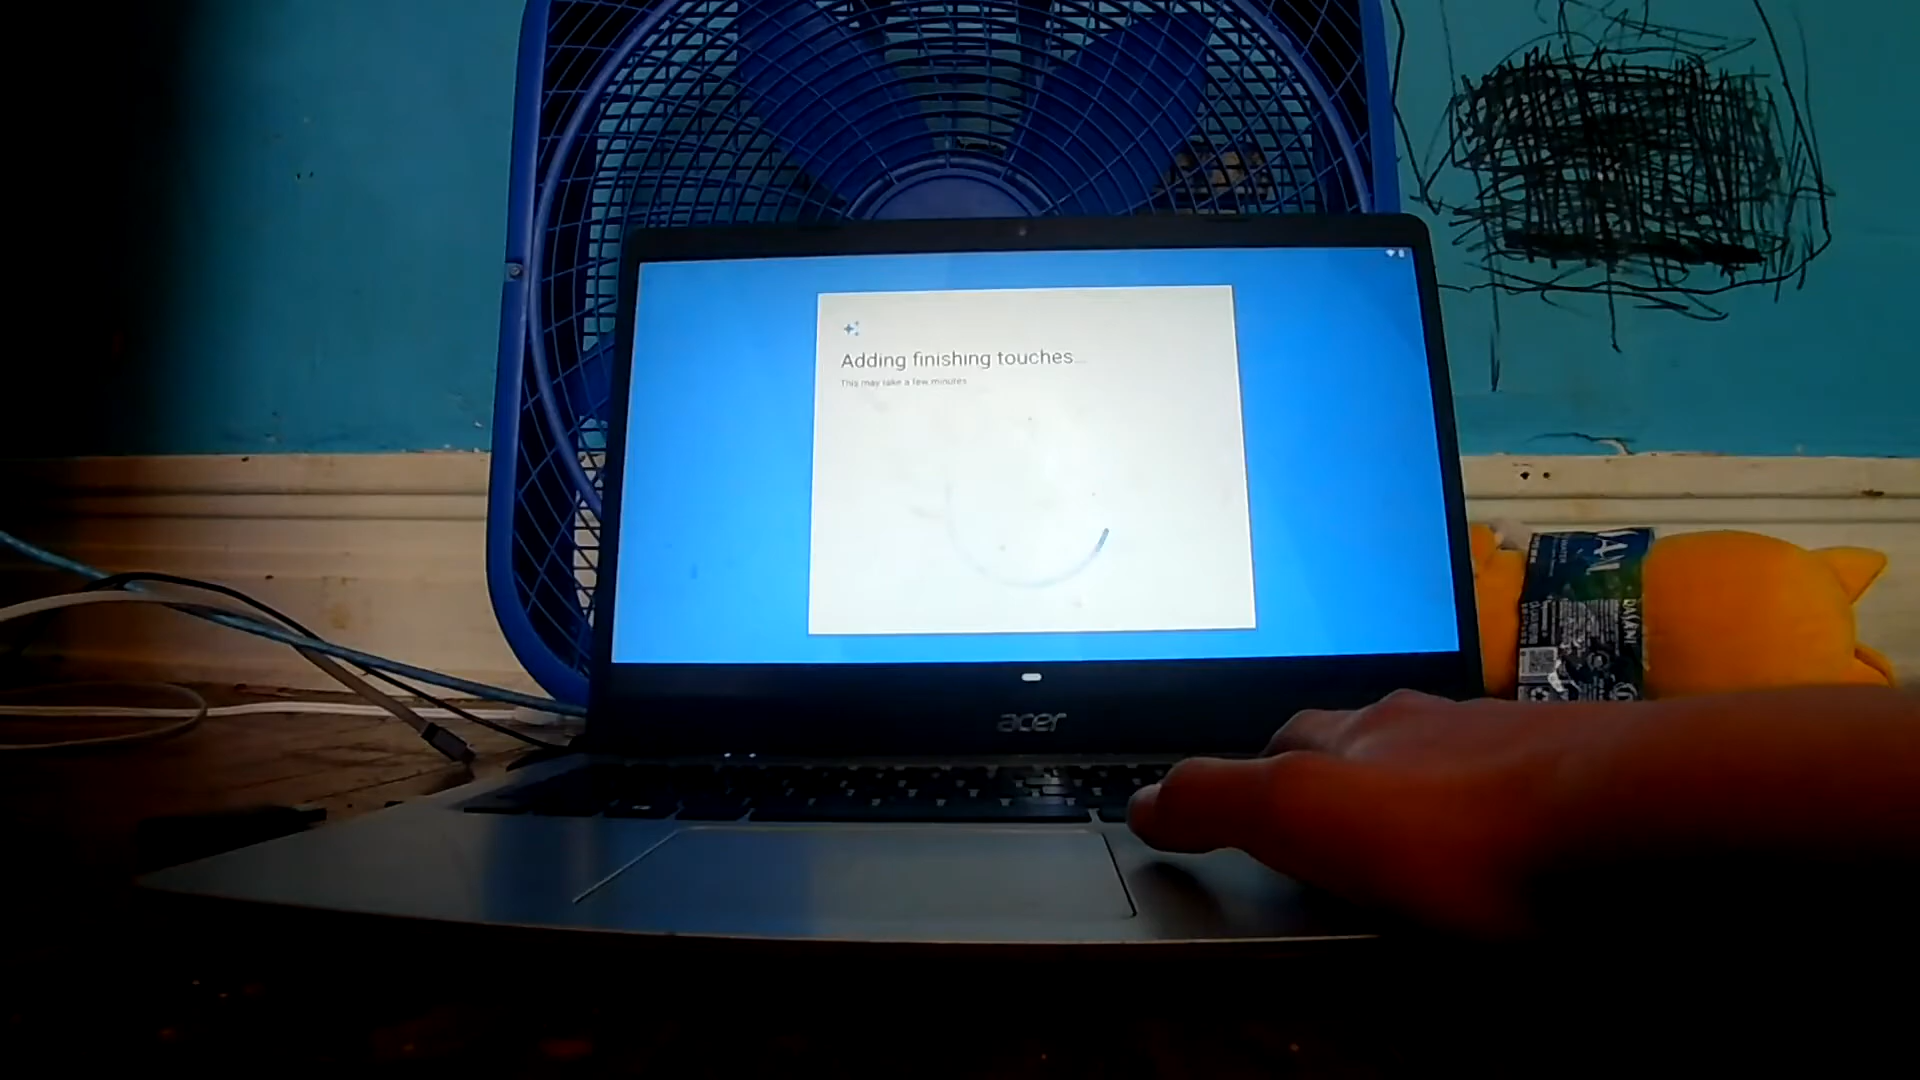 Adding finishing touches...
This may take a few minutes
acer
DASANI